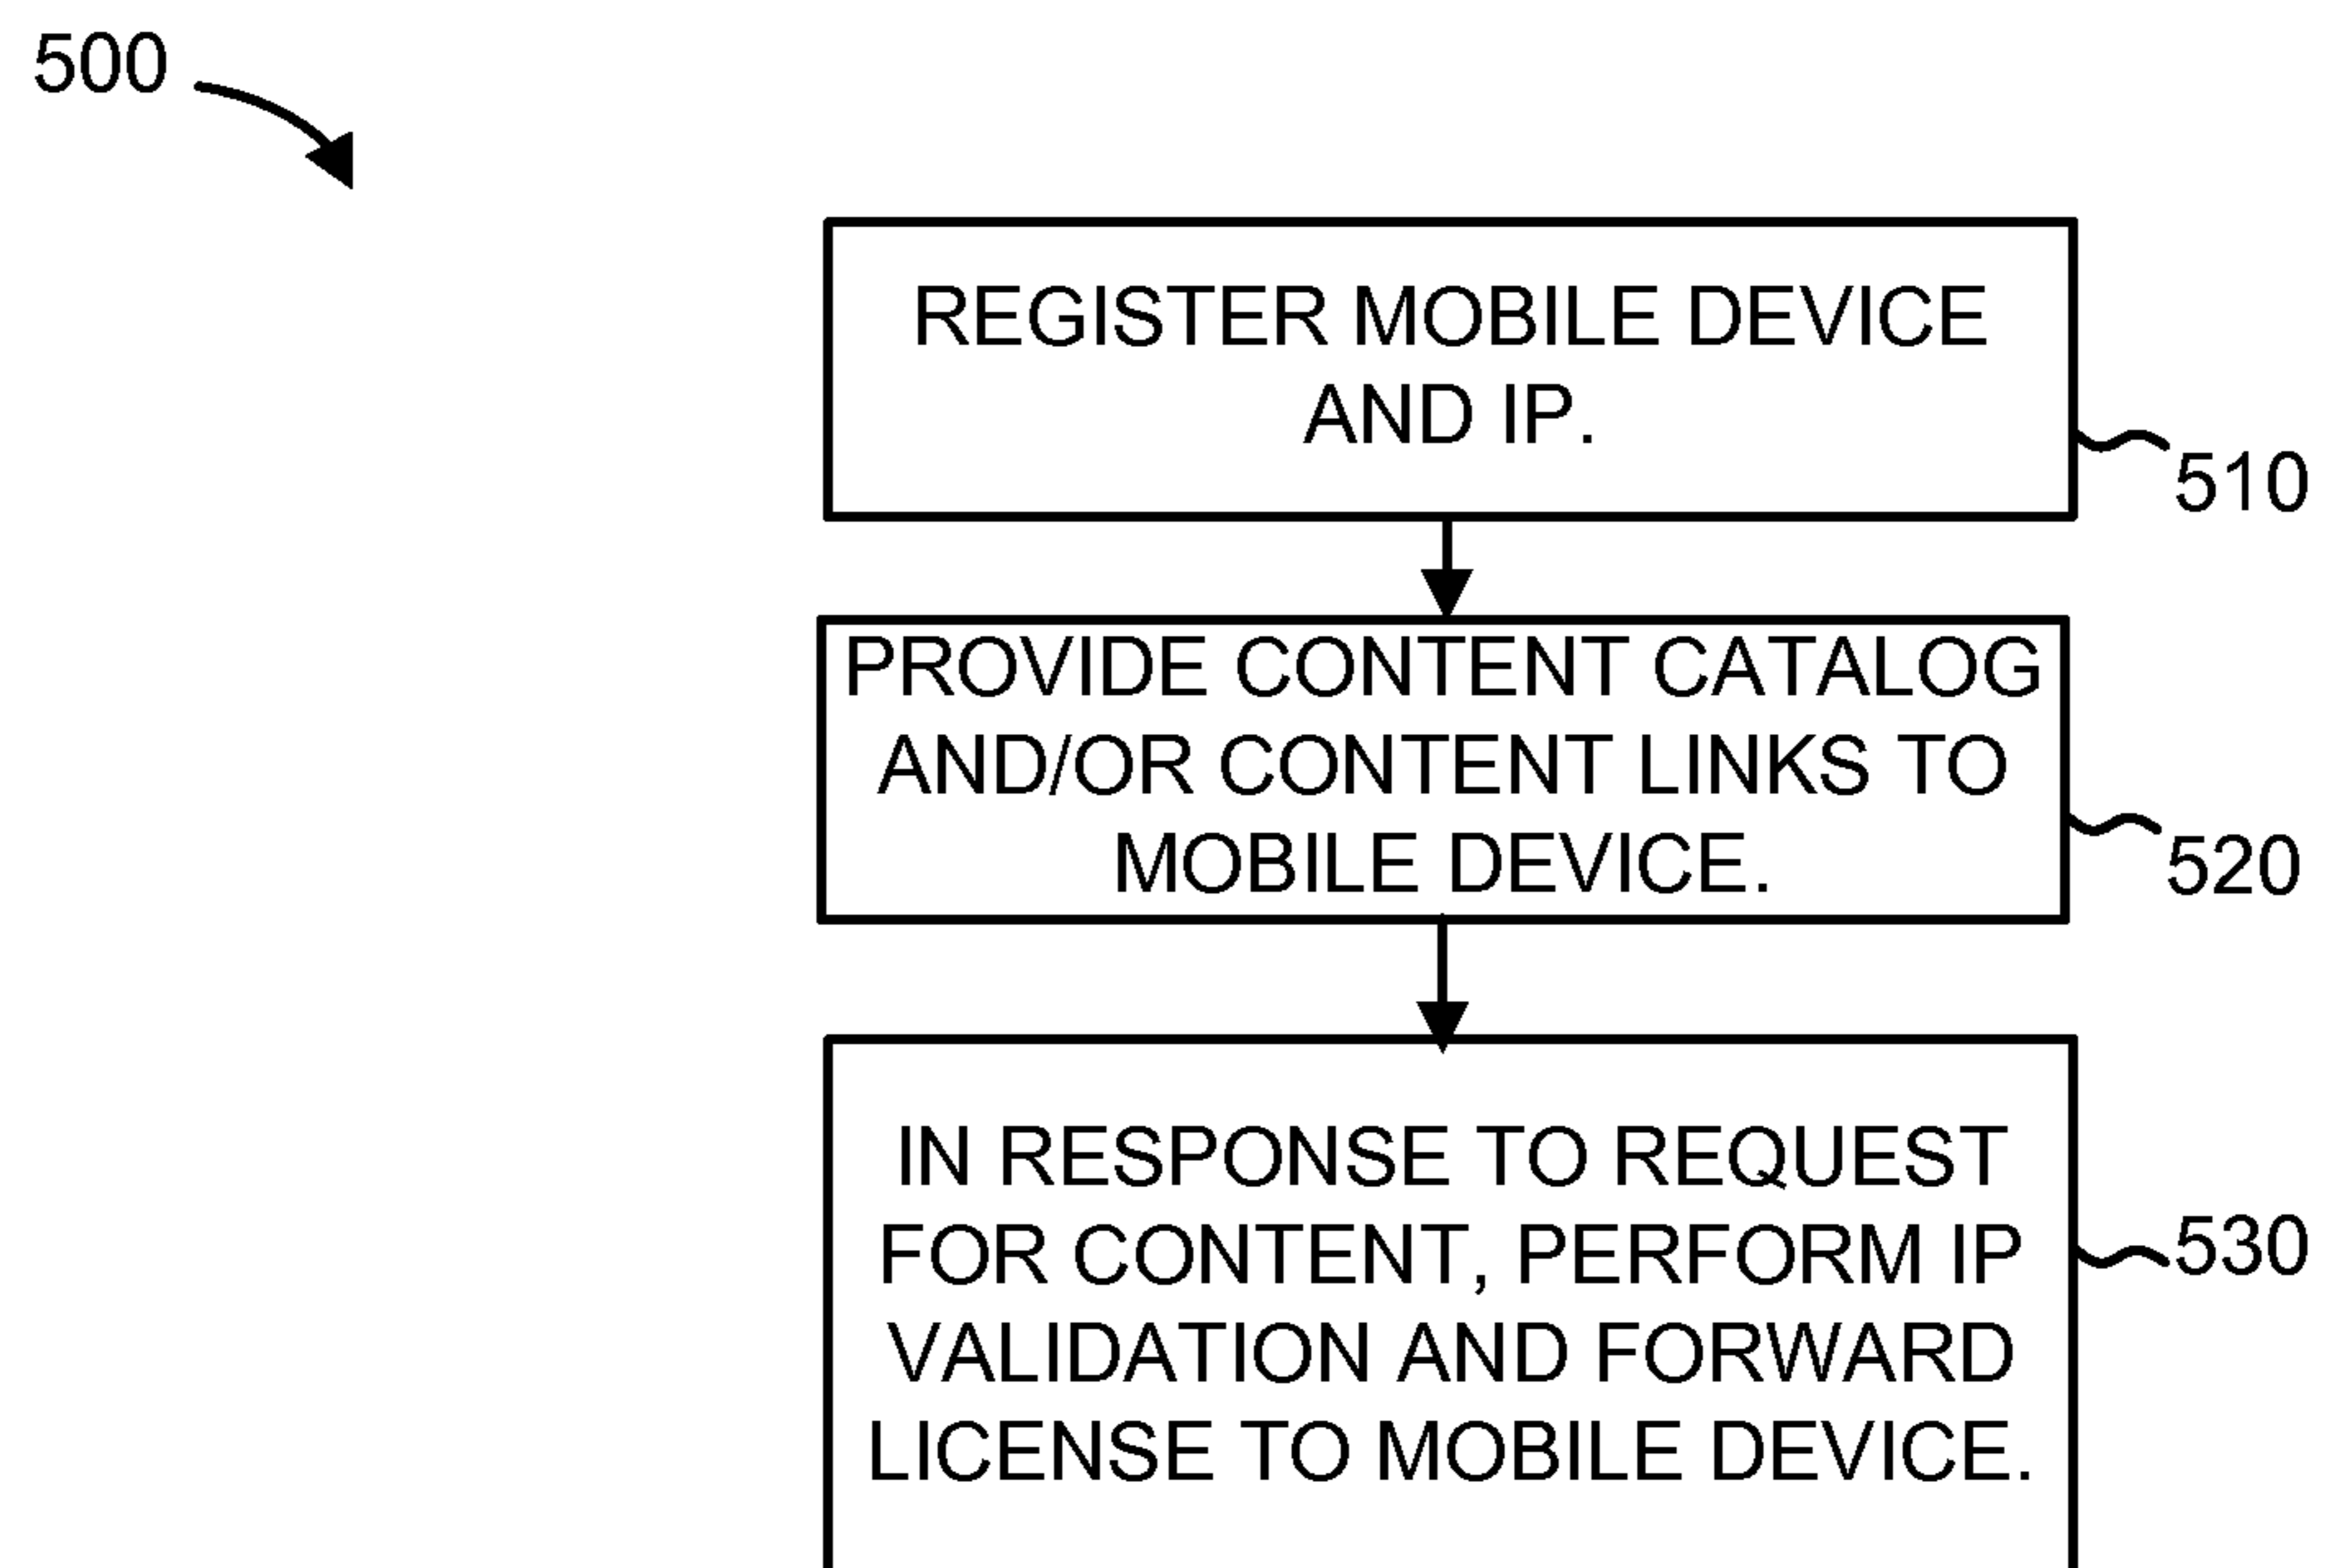 500
REGISTER MOBILE DEVICE
AND IP.
510
PROVIDE CONTENT CATALOG
AND/OR CONTENT LINKS TO
MOBILE DEVICE.
520
IN RESPONSE TO REQUEST
FOR CONTENT, PERFORM IP
VALIDATION AND FORWARD
LICENSE TO MOBILE DEVICE.
530